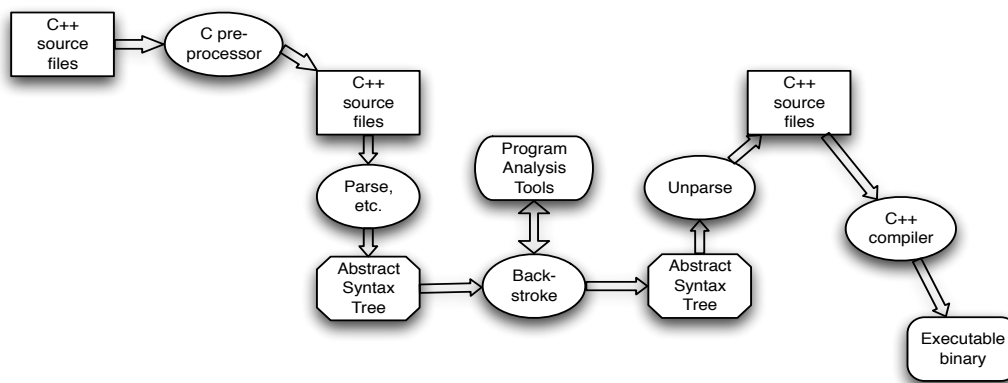 C++
source
files
C pre-
processor
C++
source
files
Parse,
etc.
Abstract
Syntax
Tree
Program
Analysis
Tools
Back-
stroke
Abstract
Syntax
Tree
Unparse
C++
source
files
C++
compiler
Executable
binary